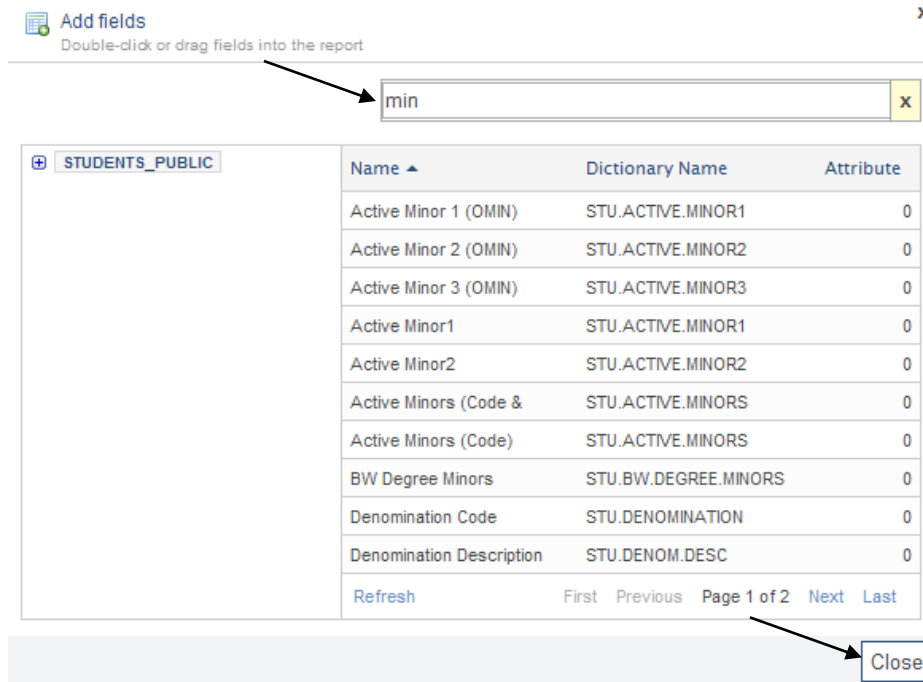 Add fields
x
Double-click or drag fields into the report
min
x
STUDENTS_PUBLIC
Name Dictionary Name Attribute
Active Minor 1 (OMIN) STU.ACTIVE.MINOR1 0
Active Minor 2 (OMIN) STU.ACTIVE.MINOR2 0
Active Minor 3 (OMIN) STU.ACTIVE.MINOR3 0
Active Minor1 STU.ACTIVE.MINOR1 0
Active Minor2 STU.ACTIVE.MINOR2 0
Active Minors (Code & STU.ACTIVE.MINORS 0
Active Minors (Code) STU.ACTIVE.MINORS 0
BW Degree Minors STU.BW.DEGREE.MINORS 0
Denomination Code STU.DENOMINATION 0
Denomination Description STU.DENOM.DESC 0
Refresh First Previous Page 1 of 2 Next Last
Close